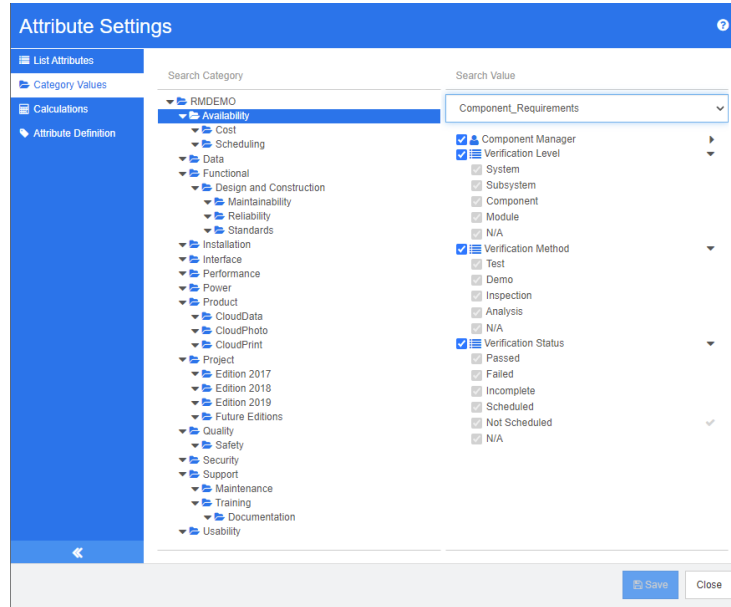 Attribute Settings
List Attributes
Category Values
Calculations
Attribute Definition
Search Category
RMDEMO
Availability
Cost
Scheduling
Data
Functional
Design and Construction
Maintainability
Reliability
Standards
Installation
Interface
Performance
Power
Product
CloudData
CloudPhoto
CloudPrint
Project
Edition 2017
Edition 2018
Edition 2019
Future Editions
Quality
Safety
Security
Support
Maintenance
Training
Documentation
Usability
Search Value
Component_Requirements
Component Manager
Verification Level
System
Subsystem
Component
Module
N/A
Verification Method
Test
Demo
Inspection
Analysis
N/A
Verification Status
Passed
Failed
Incomplete
Scheduled
Not Scheduled
N/A
Save
Close